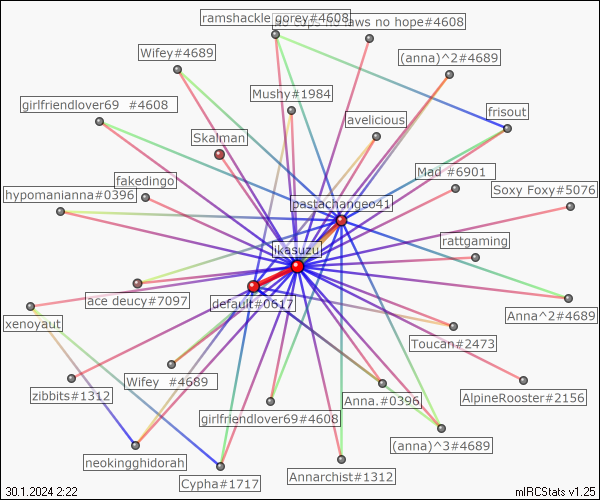 ramshackle gorey#4608
no cops no laws no hope#4608
Wifey#4689
(anna)^2#4689
Mushy#1984
girlfriendlover69 #4608
avelicious
frisout
Skalman
fakedingo
Mad #6901
hypomanianna#0396
Soxy Foxy#5076
pastachangeo41
rattgaming
ikasuzu
ace deucy#7097
default#0617
Anna^2#4689
xenoyaut
Toucan#2473
Wifey #4689
zibbits#1312
Anna.#0396
AlpineRooster#2156
girlfriendlover69#4608
(anna)^3#4689
neokingghidorah
Cypha#1717
Annarchist#1312
30.1.2024 2:22
mIRCStats v1.25